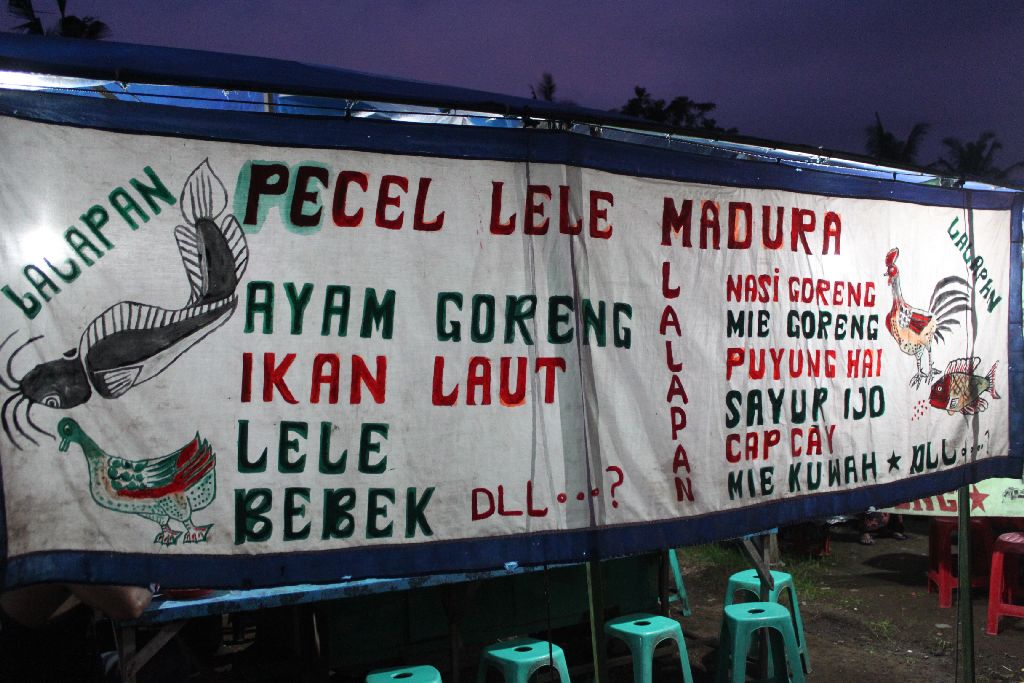 LALAPAN
PECEL LELE MADURA
AYAM GORENG
IKAN LAUT
LELE
BEBEK DLL....?
LALAPAN
NASI GORENG
MIE GORENG
PUYUNG HAI
SAYUR IJO
CAP CAY
MIE KUWAH ★ DLL....?
LALAPAN